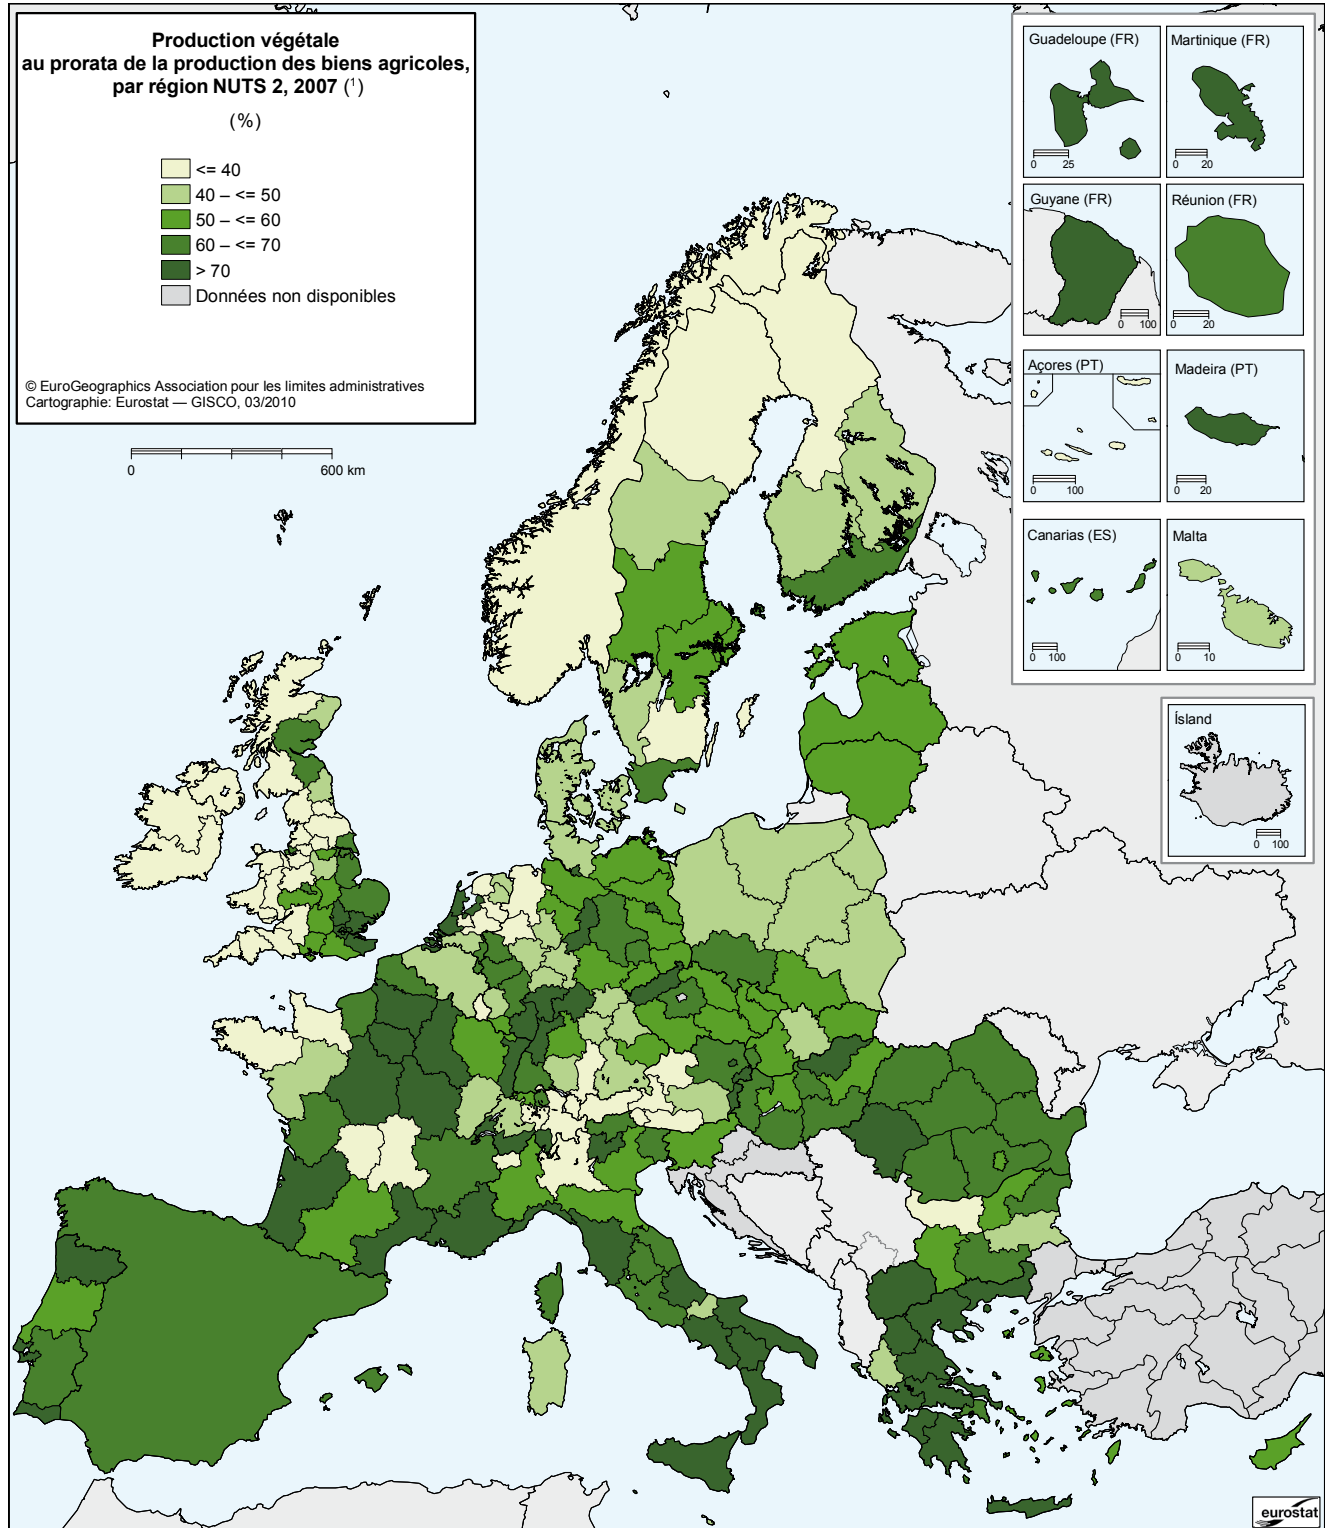 Production végétale
au prorata de la production des biens agricoles,
par région NUTS 2, 2007 (¹)
(%)
<= 40
40 – <= 50
50 – <= 60
60 – <= 70
> 70
Données non disponibles
© EuroGeographics Association pour les limites administratives
Cartographie: Eurostat — GISCO, 03/2010
0 600 km
Guadeloupe (FR)
0 25
Martinique (FR)
0 20
Guyane (FR)
0 100
Réunion (FR)
0 20
Açores (PT)
0 100
Madeira (PT)
0 20
Canarias (ES)
0 100
Malta
0 10
Ísland
0 100
eurostat